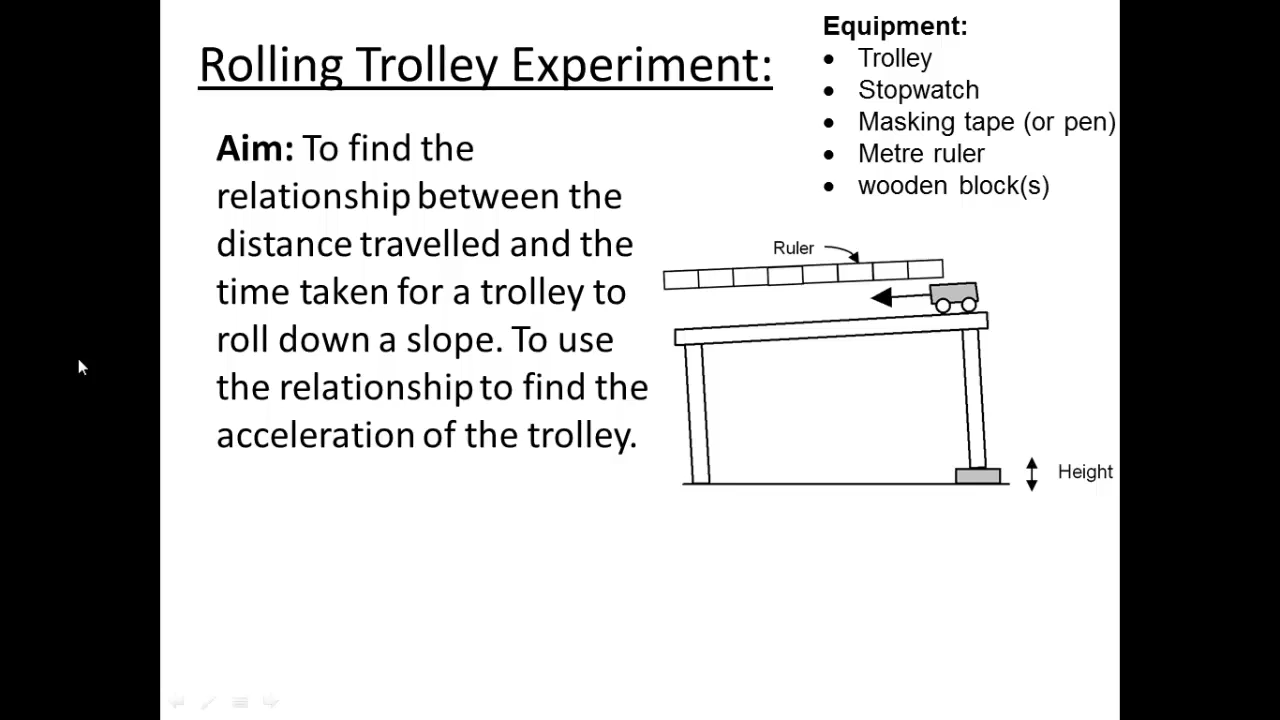 Rolling Trolley Experiment:
Aim: To find the
relationship between the
distance travelled and the
time taken for a trolley to
roll down a slope. To use
the relationship to find the
acceleration of the trolley.
Equipment:
• Trolley
• Stopwatch
• Masking tape (or pen)
• Metre ruler
• wooden block(s)
Ruler
Height